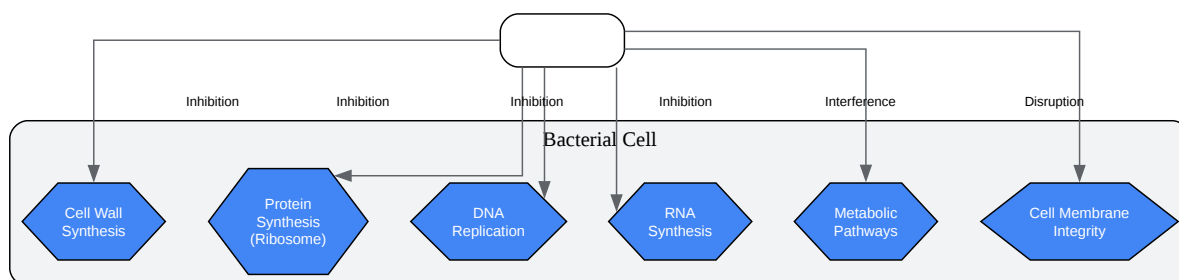 Inhibition
Inhibition
Inhibition
Inhibition
Interference
Disruption
Bacterial Cell
Cell Wall
Synthesis
Protein
Synthesis
(Ribosome)
DNA
Replication
RNA
Synthesis
Metabolic
Pathways
Cell Membrane
Integrity